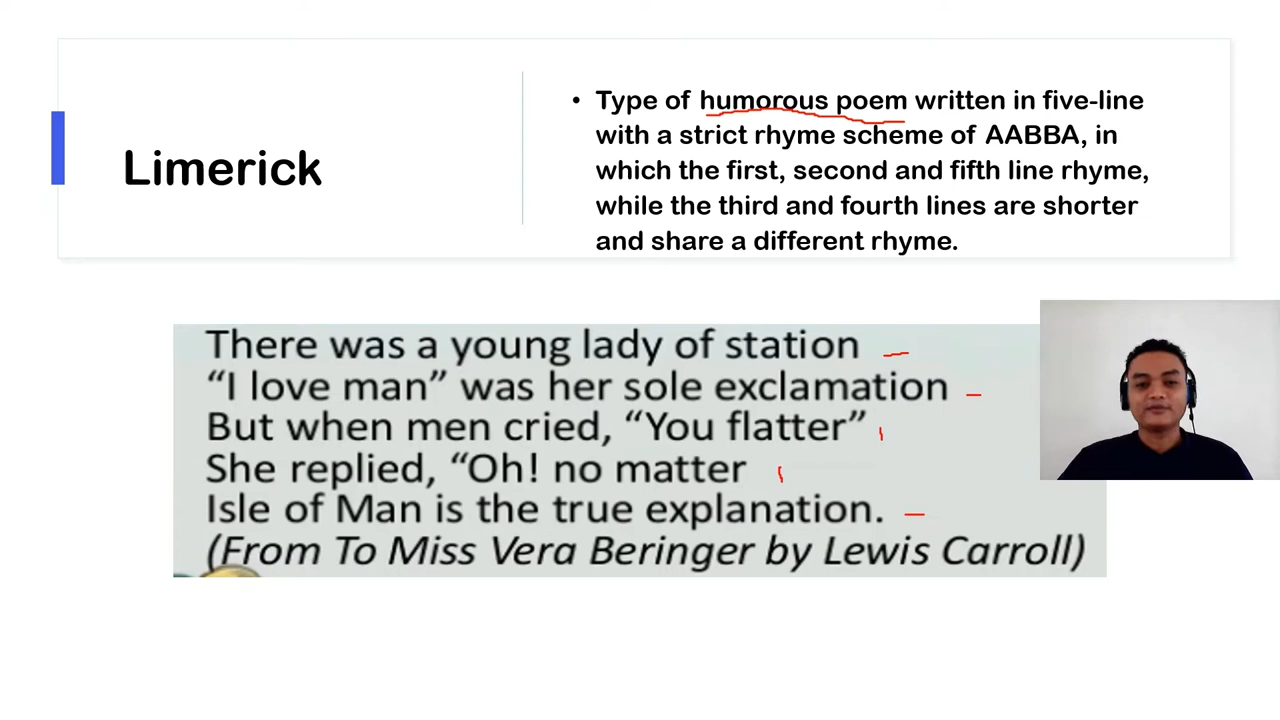 Limerick
• Type of humorous poem written in five-line
with a strict rhyme scheme of AABBA, in
which the first, second and fifth line rhyme,
while the third and fourth lines are shorter
and share a different rhyme.
There was a young lady of station
“I love man” was her sole exclamation
But when men cried, “You flatter”
She replied, “Oh! no matter
Isle of Man is the true explanation.
(From To Miss Vera Beringer by Lewis Carroll)